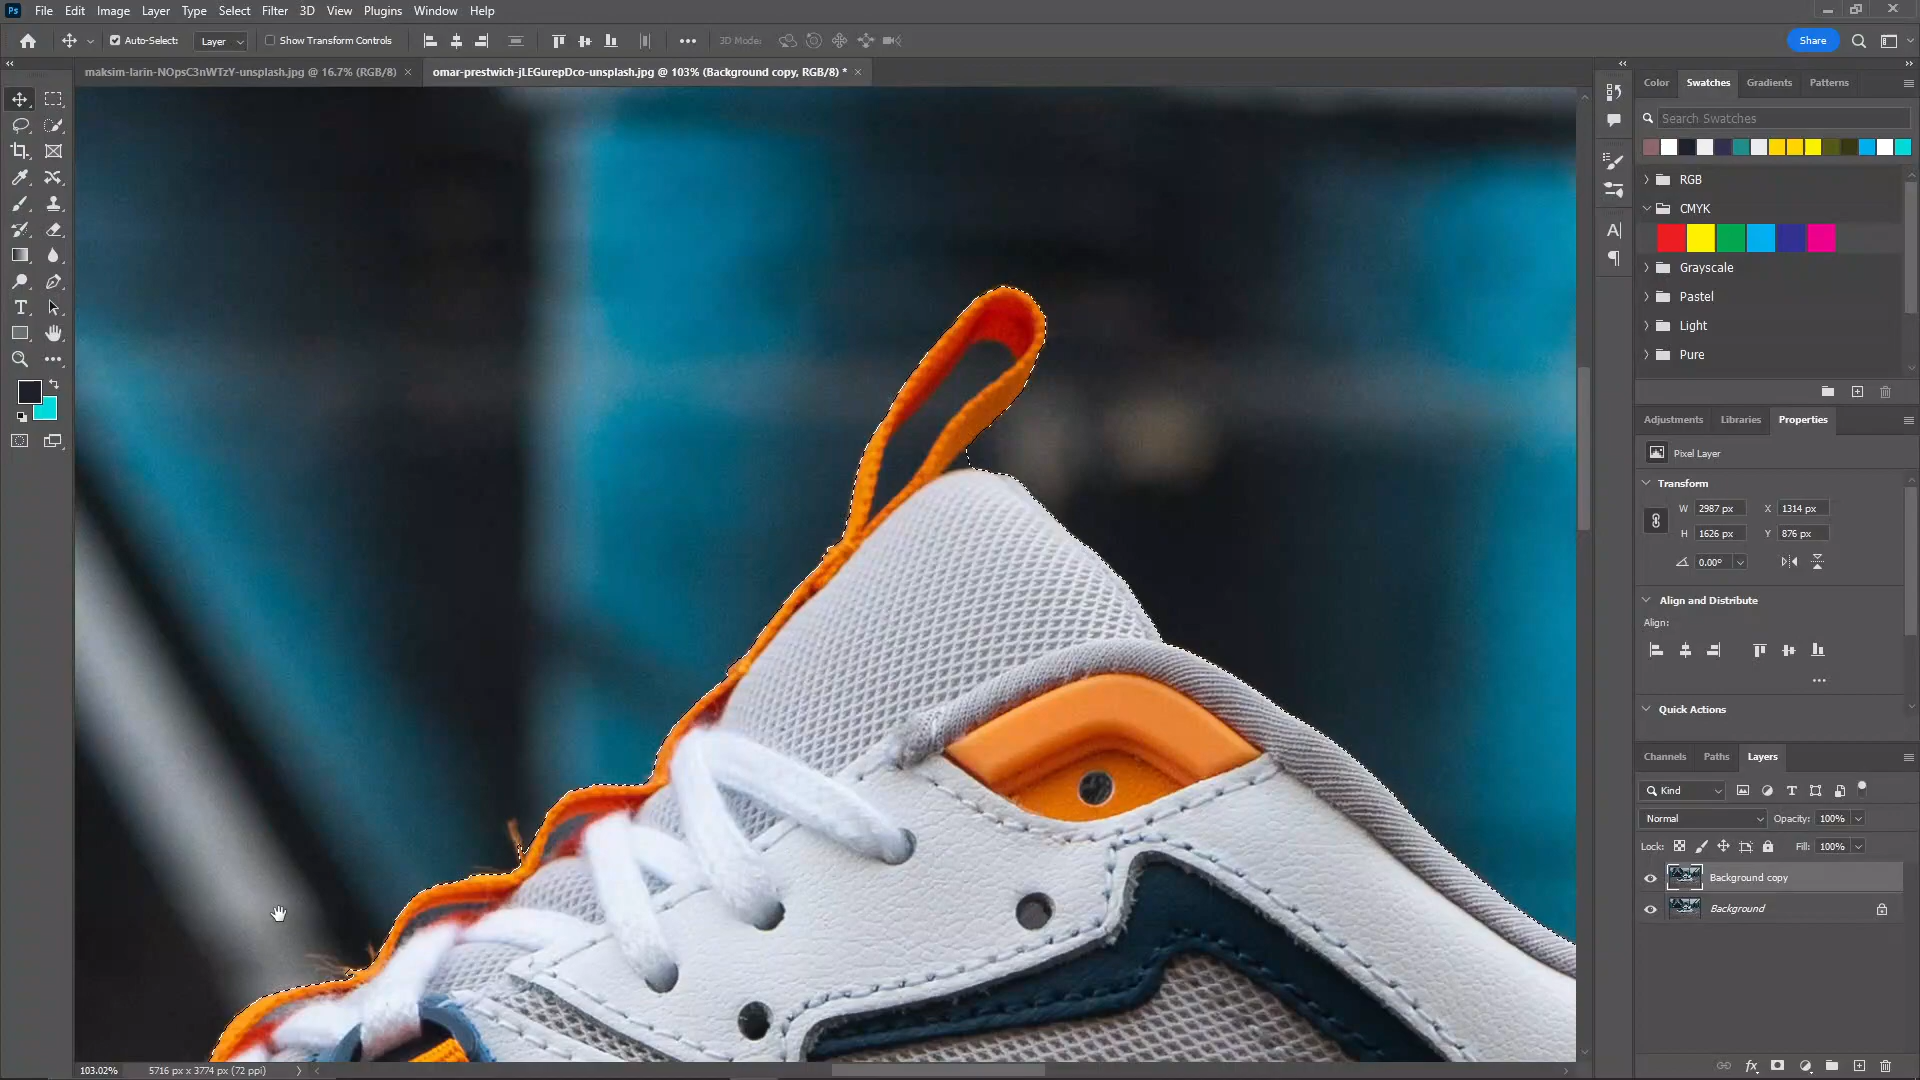 Ps File Edit Image Layer Type Select Filter 3D View Plugins Window Help
Auto-Select: Layer Show Transform Controls 3D Mode: Share
maksim-larin-NOpsC3nWTzY-unsplash.jpg @ 16.7% (RGB/8) × omar-prestwich-jLEGurepDco-unsplash.jpg @ 103% (Background copy, RGB/8) * ×
Color Swatches Gradients Patterns
Search Swatches
RGB
CMYK
Grayscale
Pastel
Light
Pure
Adjustments Libraries Properties
Pixel Layer
Transform
W 2987 px X 1314 px
H 1626 px Y 876 px
0.00°
Align and Distribute
Align:
Quick Actions
Channels Paths Layers
Kind
Normal Opacity: 100%
Lock: Fill: 100%
Background copy
Background
103.02% 5716 px x 3774 px (72 ppi)